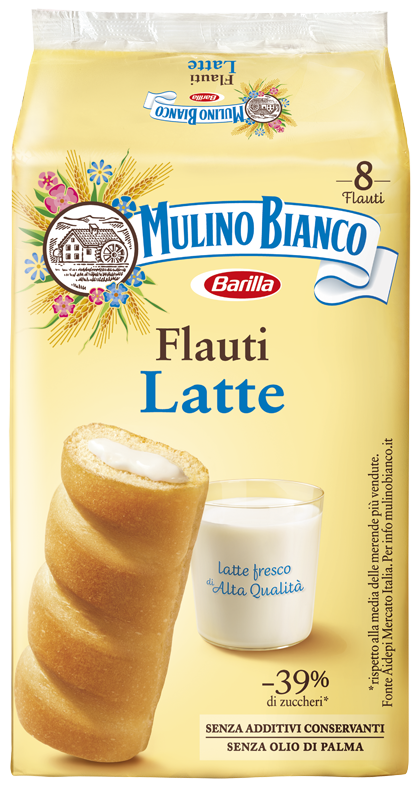 Flauti
Latte
Barilla
MULINO BIANCO
8
Flauti
MULINO BIANCO
Barilla
Flauti
Latte
latte fresco
di Alta Qualità
-39%
di zuccheri*
SENZA ADDITIVI CONSERVANTI
SENZA OLIO DI PALMA
*rispetto alla media delle merende più vendute.
Fonte Aidepi Mercato Italia. Per info mulinobianco.it